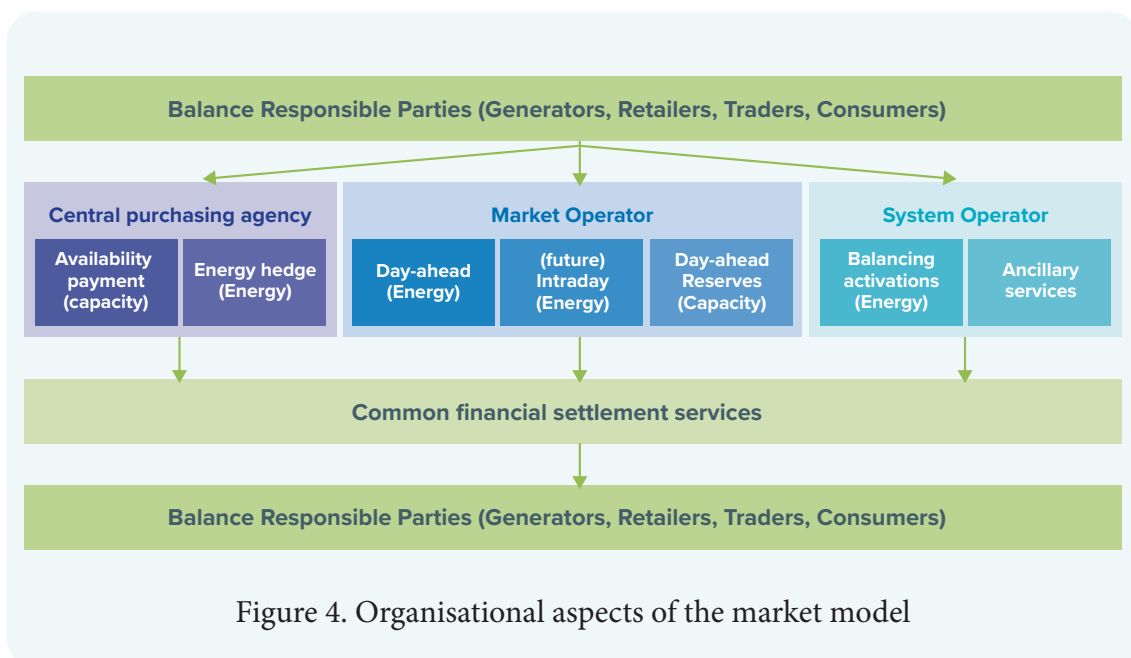 Balance Responsible Parties (Generators, Retailers, Traders, Consumers)
Central purchasing agency
Availability
payment
(capacity)
Energy hedge
(Energy)
Market Operator
Day-ahead
(Energy)
(future)
Intraday
(Energy)
Day-ahead
Reserves
(Capacity)
System Operator
Balancing
activations
(Energy)
Ancillary
services
Common financial settlement services
Balance Responsible Parties (Generators, Retailers, Traders, Consumers)
Figure 4. Organisational aspects of the market model